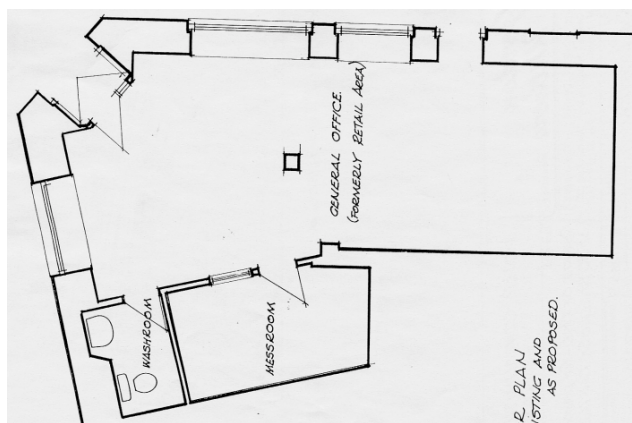 GENERAL OFFICE.
(FORMERLY RETAIL AREA)
WASHROOM
MESSROOM
R PLAN
ISTING AND
AS PROPOSED.